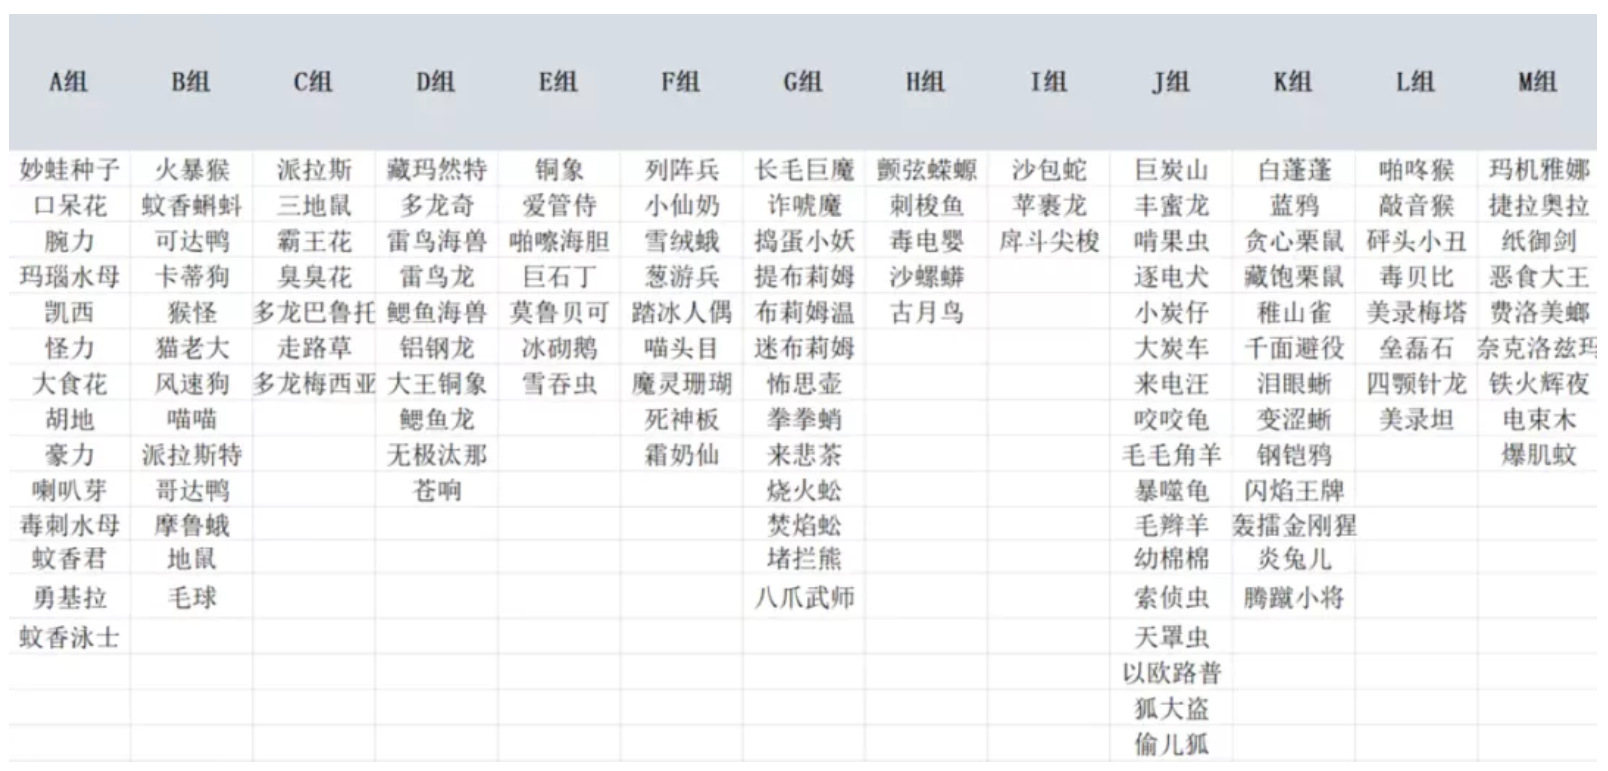 A组 B组 C组 D组 E组 F组 G组 H组 I组 J组 K组 L组 M组
妙蛙种子 火暴猴 派拉斯 藏玛然特 铜象 列阵兵 长毛巨魔 颤弦蝾螈 沙包蛇 巨炭山 白蓬蓬 啪咚猴 玛机雅娜
口呆花 蚊香蝌蚪 三地鼠 多龙奇 爱管侍 小仙奶 诈唬魔 刺梭鱼 苹裹龙 丰蜜龙 蓝鸦 敲音猴 捷拉奥拉
腕力 可达鸭 霸王花 雷鸟海兽 啪嚓海胆 雪绒蛾 捣蛋小妖 毒电婴 戽斗尖梭 啃果虫 贪心栗鼠 砰头小丑 纸御剑
玛瑙水母 卡蒂狗 臭臭花 雷鸟龙 巨石丁 葱游兵 提布莉姆 沙螺蟒 逐电犬 藏饱栗鼠 毒贝比 恶食大王
凯西 猴怪 多龙巴鲁托 鳃鱼海兽 莫鲁贝可 踏冰人偶 布莉姆温 古月鸟 小炭仔 稚山雀 美录梅塔 费洛美螂
怪力 猫老大 走路草 铝钢龙 冰砌鹅 喵头目 迷布莉姆 大炭车 千面避役 垒磊石 奈克洛兹玛
大食花 风速狗 多龙梅西亚 大王铜象 雪吞虫 魔灵珊瑚 怖思壶 来电汪 泪眼蜥 四颚针龙 铁火辉夜
胡地 喵喵 鳃鱼龙 死神板 拳拳蛸 咬咬龟 变涩蜥 美录坦 电束木
豪力 派拉斯特 无极汰那 霜奶仙 来悲茶 毛毛角羊 钢铠鸦 爆肌蚊
喇叭芽 哥达鸭 苍响 烧火蚣 暴噬龟 闪焰王牌
毒刺水母 摩鲁蛾 焚焰蚣 毛辫羊 轰擂金刚猩
蚊香君 地鼠 堵拦熊 幼棉棉 炎兔儿
勇基拉 毛球 八爪武师 索侦虫 腾蹴小将
蚊香泳士 天罩虫
以欧路普
狐大盗
偷儿狐